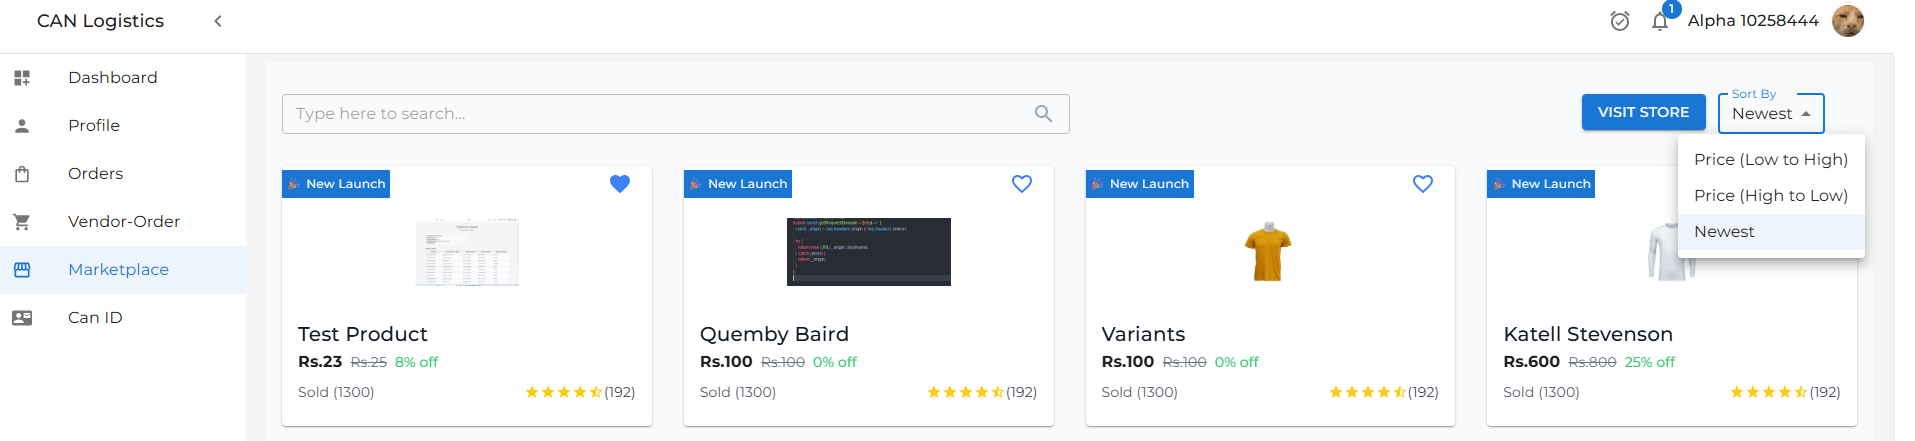 CAN Logistics
1
Alpha 10258444
Dashboard
Profile
Orders
Vendor-Order
Marketplace
Can ID
Type here to search...
VISIT STORE
Sort By
Newest
Price (Low to High)
Price (High to Low)
Newest
New Launch
Test Product
Rs.23 Rs.25 8% off
Sold (1300) (192)
New Launch
Quemby Baird
Rs.100 Rs.100 0% off
Sold (1300) (192)
New Launch
Variants
Rs.100 Rs.100 0% off
Sold (1300) (192)
New Launch
Katell Stevenson
Rs.600 Rs.800 25% off
Sold (1300) (192)